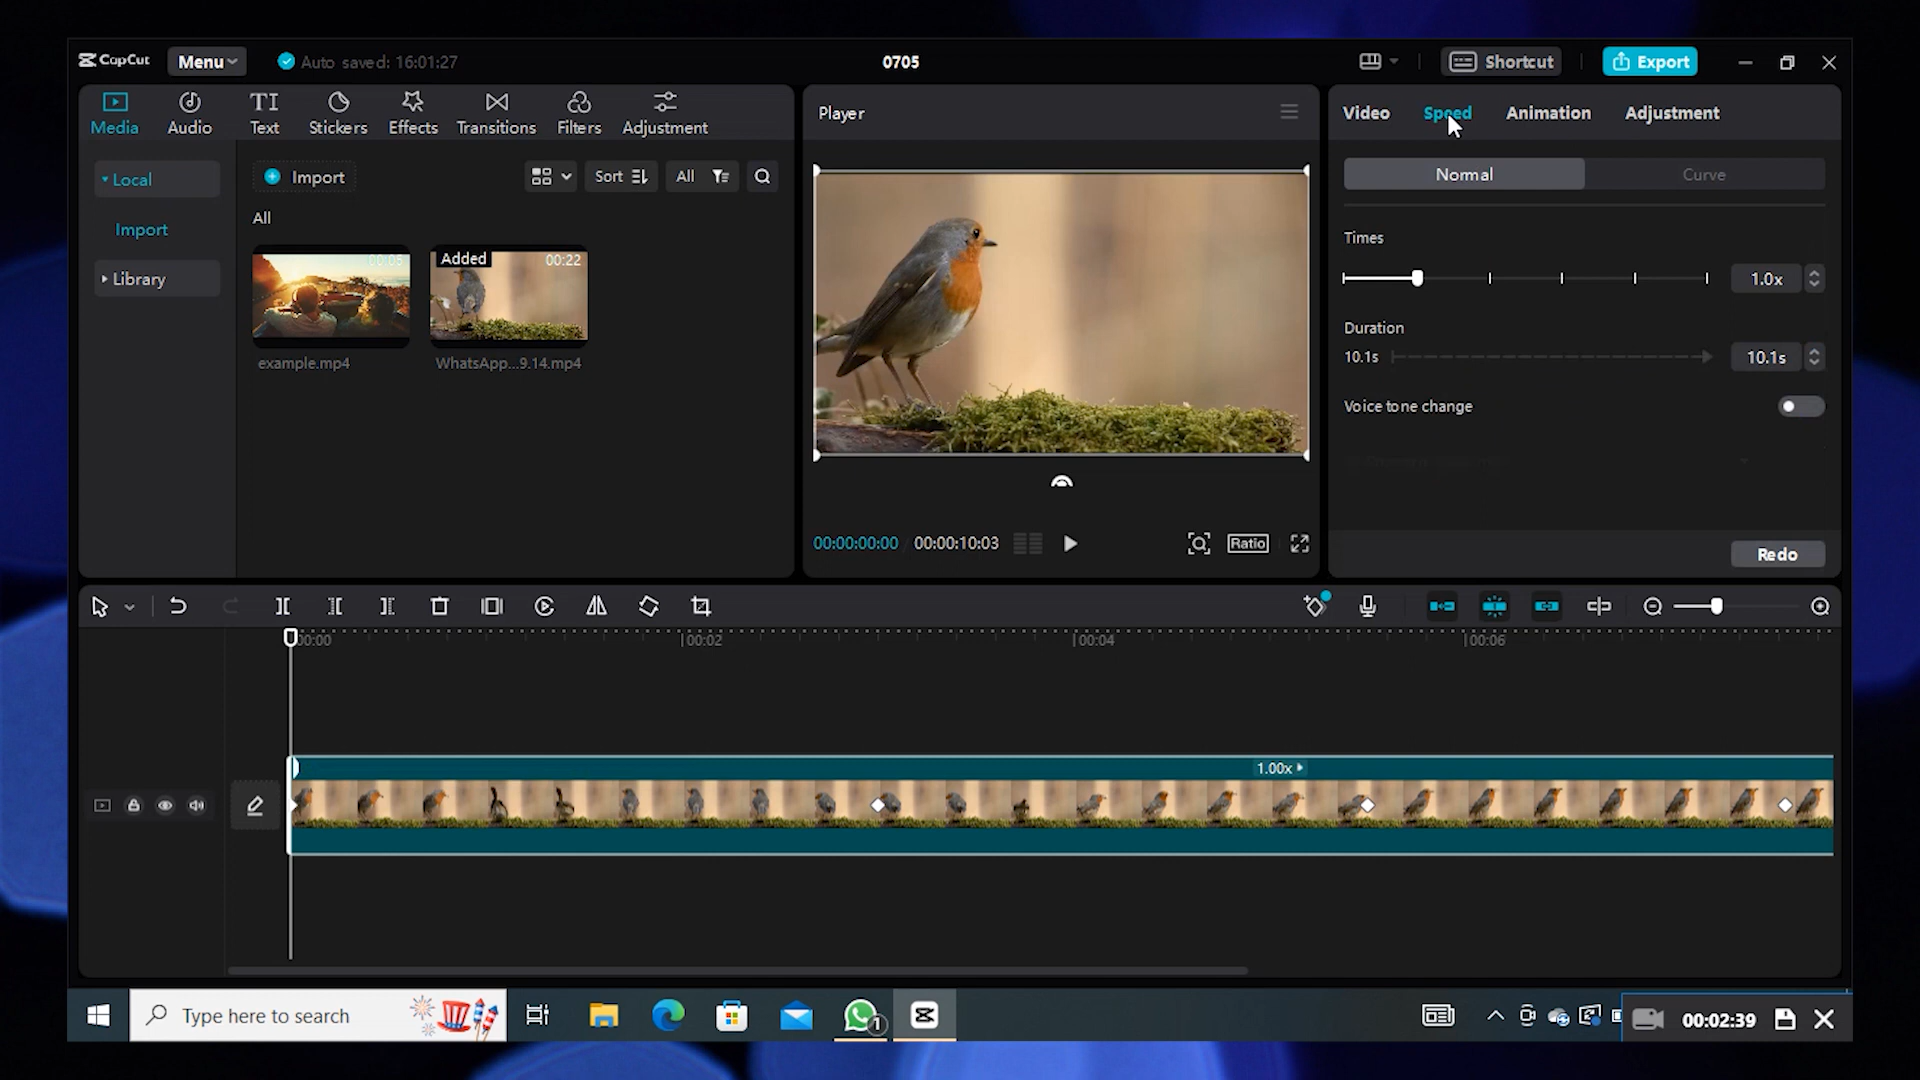 CapCut Menu Auto saved: 16:01:27 0705 Shortcut Export
Media Audio Text Stickers Effects Transitions Filters Adjustment
TI
Player
Video Speed Animation Adjustment
Local
Import
Library
Import Sort All
All
00:05
example.mp4
Added 00:22
WhatsApp...9.14.mp4
00:00:00:00 / 00:00:10:03 Ratio
Normal Curve
Times
1.0x
Duration
10.1s 10.1s
Voice tone change
Redo
00:00 00:02 00:04 00:06
1.00x
Type here to search
1
00:02:39